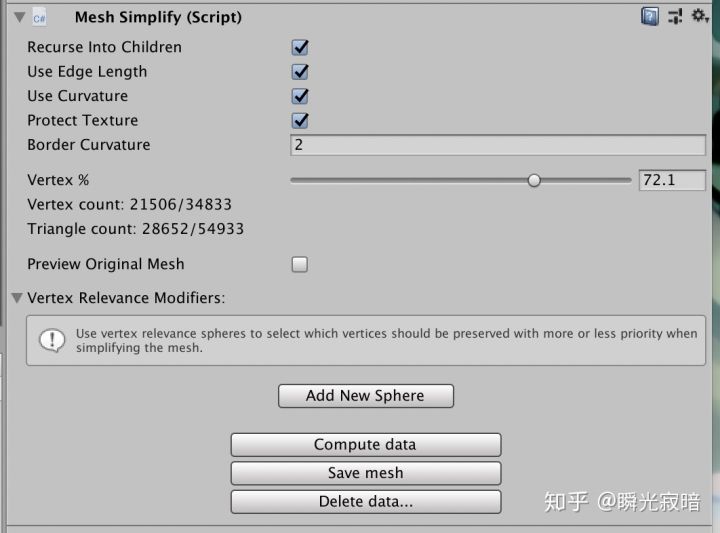 C#
Mesh Simplify (Script)
Recurse Into Children
Use Edge Length
Use Curvature
Protect Texture
Border Curvature 2
Vertex % 72.1
Vertex count: 21506/34833
Triangle count: 28652/54933
Preview Original Mesh
Vertex Relevance Modifiers:
Use vertex relevance spheres to select which vertices should be preserved with more or less priority when
simplifying the mesh.
Add New Sphere
Compute data
Save mesh
Delete data...
知乎 @瞬光寂暗